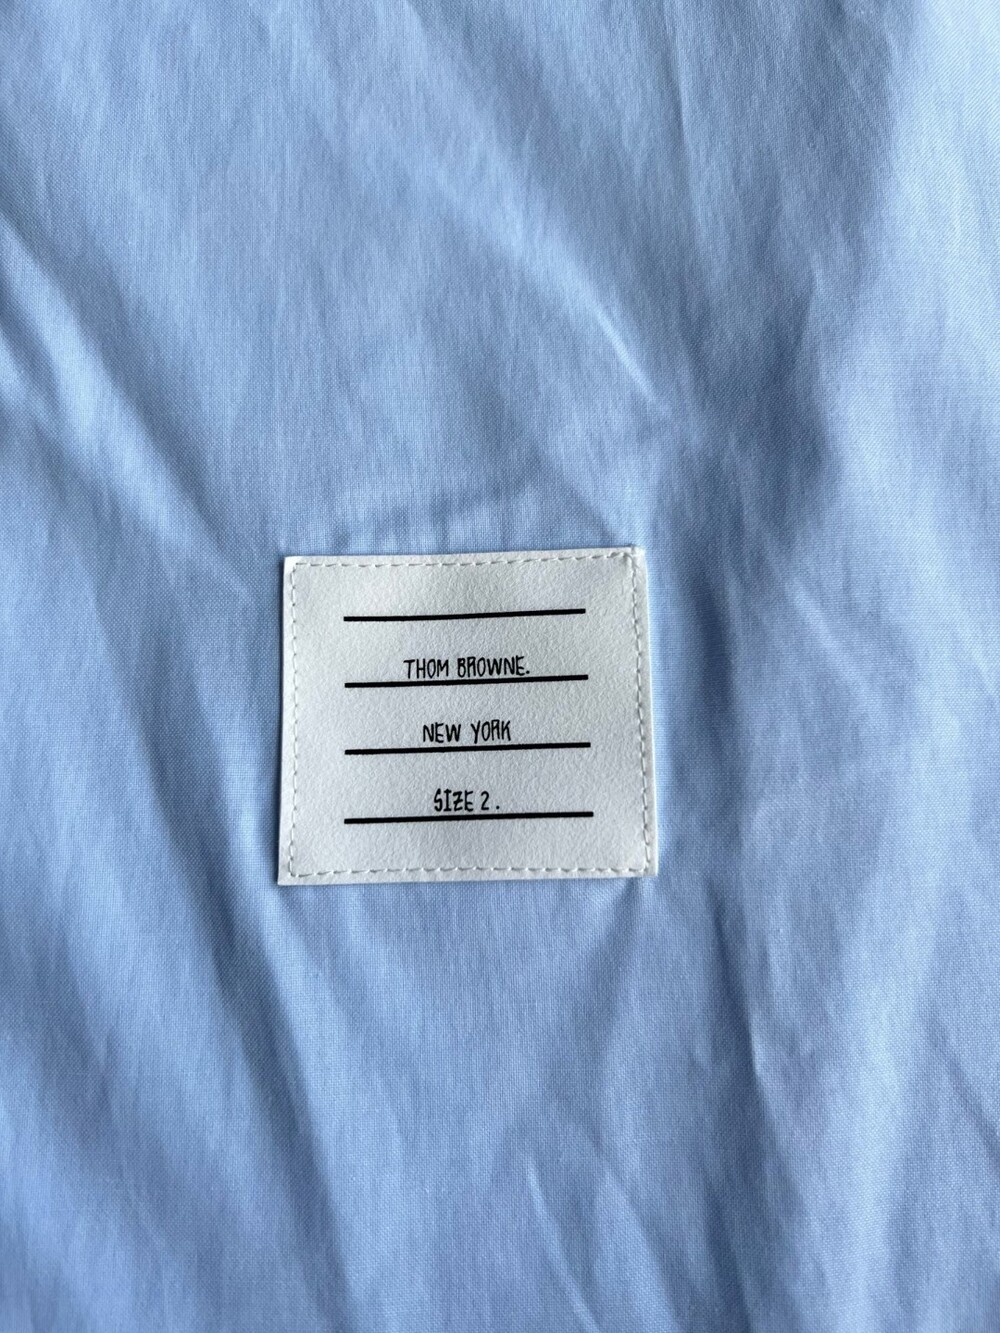 THOM BROWNE.
NEW YORK
SIZE 2.